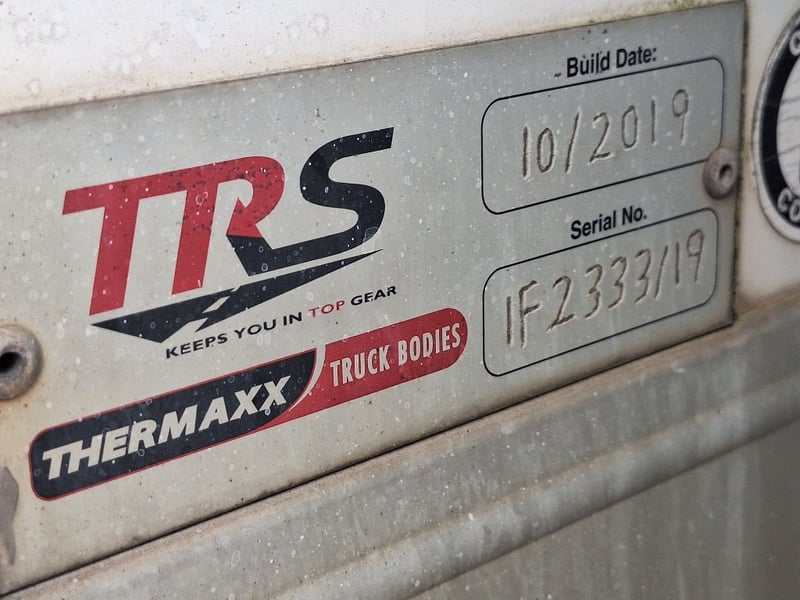 TRS
KEEPS YOU IN TOP GEAR
THERMAXX TRUCK BODIES
Build Date:
10/2019
Serial No.
IF2333/19